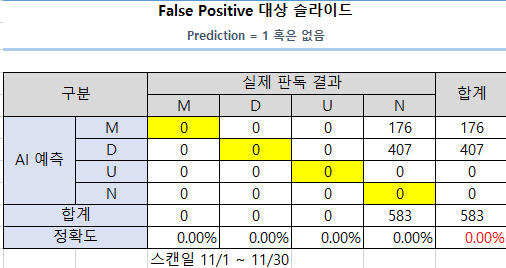 False Positive 대상 슬라이드
Prediction = 1 혹은 없음
구분 실제 판독 결과 합계
M D U N
AI 예측 M 0 0 0 176 176
D 0 0 0 407 407
U 0 0 0 0 0
N 0 0 0 0 0
합계 0 0 0 583 583
정확도 0.00% 0.00% 0.00% 0.00% 0.00%
스캔일 11/1 ~ 11/30